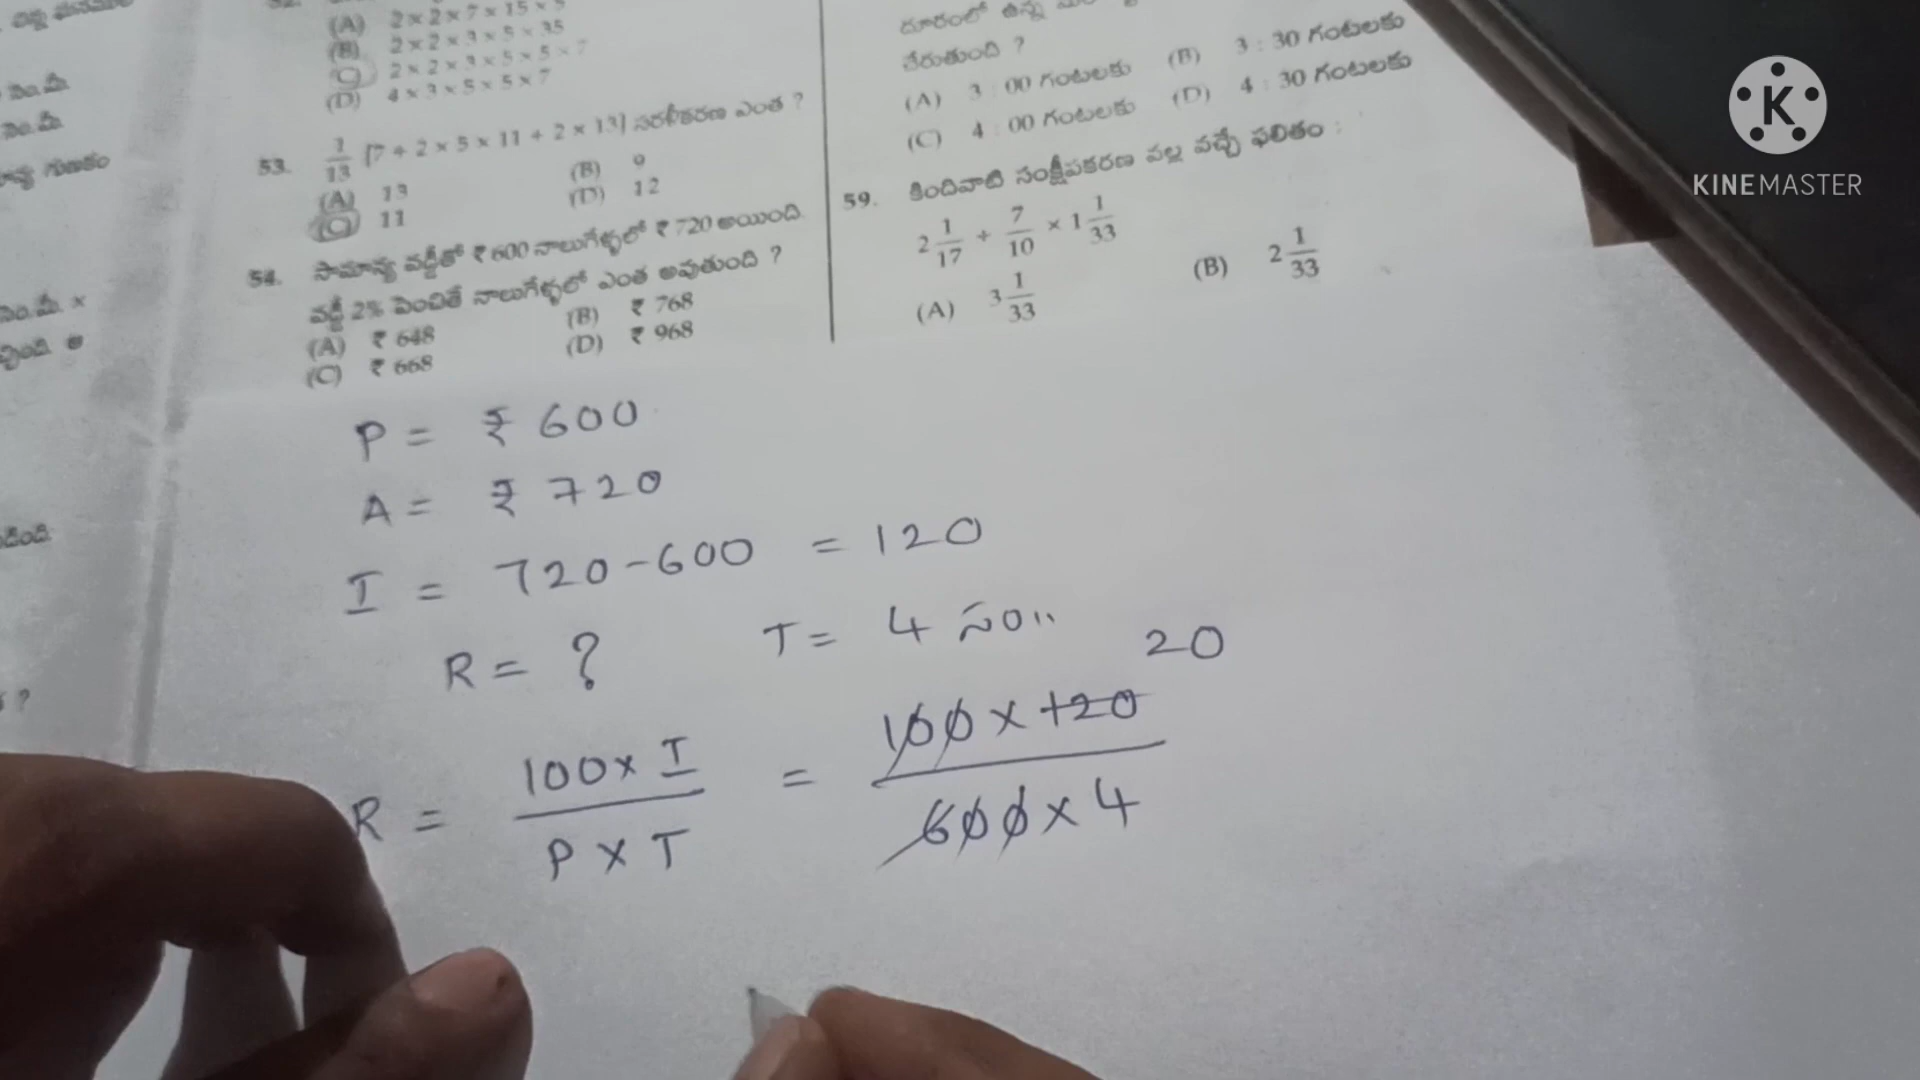 సెం.మీ.
52.
(A) 2 × 2 × 7 × 15 × 5
(B) 2 × 2 × 3 × 5 × 35
(C) 2 × 2 × 3 × 5 × 5 × 7
(D) 4 × 3 × 5 × 5 × 7
53. 1/13 [7 + 2 × 5 × 11 + 2 × 13] సరళీకరణ ఎంత ?
(A) 13 (B) 9
(C) 11 (D) 12
54. సామాన్య వడ్డీతో ₹ 600 నాలుగేళ్ళలో ₹ 720 అయింది.
వడ్డీ 2% పెంచితే నాలుగేళ్ళలో ఎంత అవుతుంది ?
(A) ₹ 648 (B) ₹ 768
(C) ₹ 668 (D) ₹ 968
దూరంలో ఉన్న
చేరుతుంది ?
(A) 3 : 00 గంటలకు (B) 3 : 30 గంటలకు
(C) 4 : 00 గంటలకు (D) 4 : 30 గంటలకు
59. కిందివాటి సంక్షిప్తీకరణ వల్ల వచ్చే ఫలితం :
2 1/17 ÷ 7/10 × 1 1/33
(A) 3 1/33 (B) 2 1/33
P = ₹ 600
A = ₹ 720
I = 720-600 = 120
R = ? T = 4 సం॥
20
R = 100 × I / P × T = 100 × 120 / 600 × 4
K
KINEMASTER